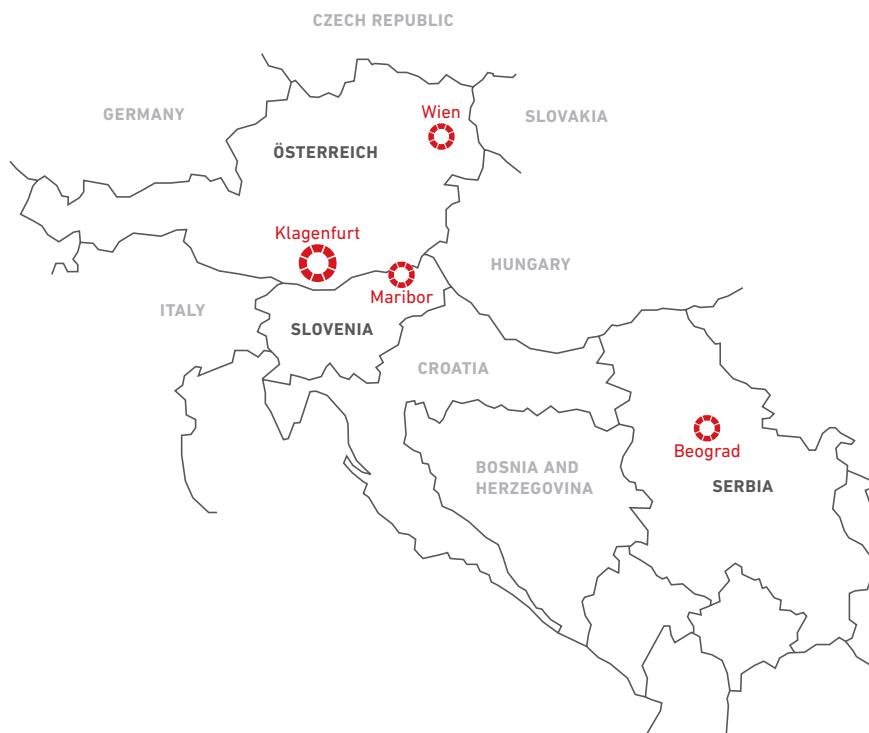 CZECH REPUBLIC
GERMANY
Wien
SLOVAKIA
ÖSTERREICH
Klagenfurt
HUNGARY
Maribor
ITALY
SLOVENIA
CROATIA
Beograd
BOSNIA AND
HERZEGOVINA
SERBIA